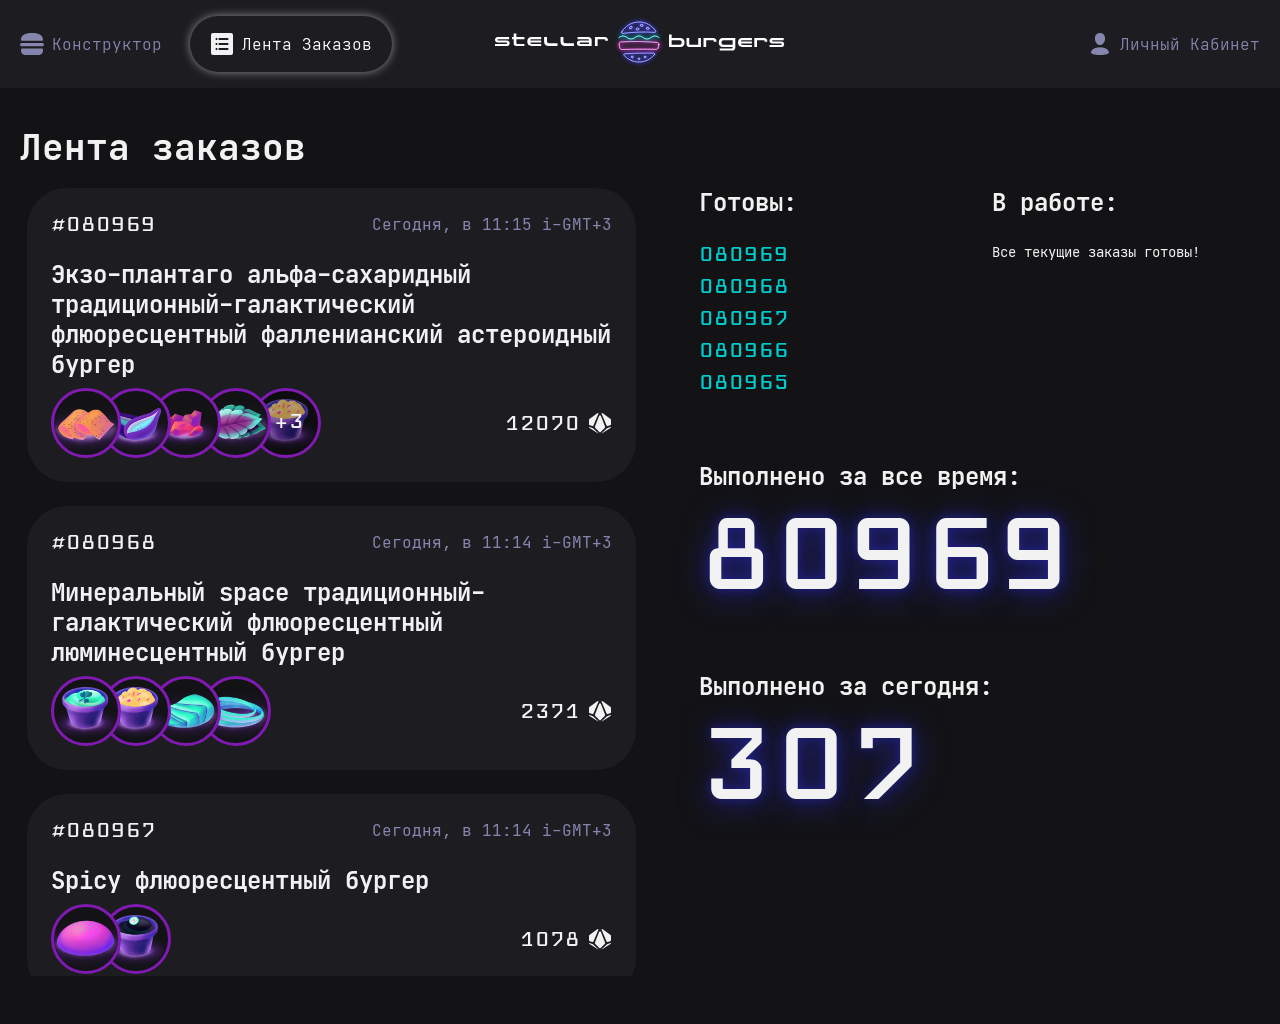 Конструктор
Лента Заказов
stellar burgers
Личный Кабинет
Лента заказов
#080969
Сегодня, в 11:15 i-GMT+3
Экзо-плантаго альфа-сахаридный
традиционный-галактический
флюоресцентный фалленианский астероидный
бургер
+3
12070
#080968
Сегодня, в 11:14 i-GMT+3
Минеральный space традиционный-
галактический флюоресцентный
люминесцентный бургер
2371
#080967
Сегодня, в 11:14 i-GMT+3
Spicy флюоресцентный бургер
1078
Готовы:
080969
080968
080967
080966
080965
В работе:
Все текущие заказы готовы!
Выполнено за все время:
80969
Выполнено за сегодня:
307